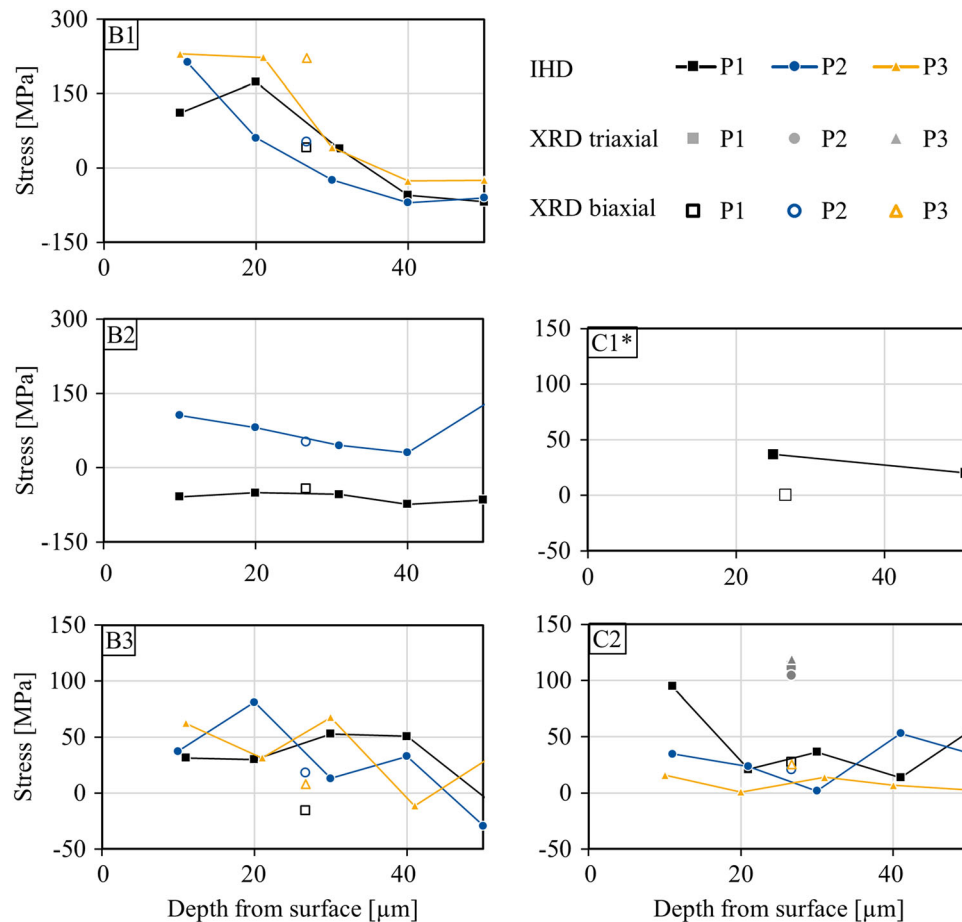 300
B1
150
0
-150
Stress [MPa]
0
20
40
IHD P1 P2 P3
XRD triaxial P1 P2 P3
XRD biaxial P1 P2 P3
300
B2
150
0
-150
Stress [MPa]
0
20
40
150
C1*
100
50
0
-50
0
20
40
150
B3
100
50
0
-50
Stress [MPa]
0
20
40
Depth from surface [µm]
150
C2
100
50
0
-50
0
20
40
Depth from surface [µm]